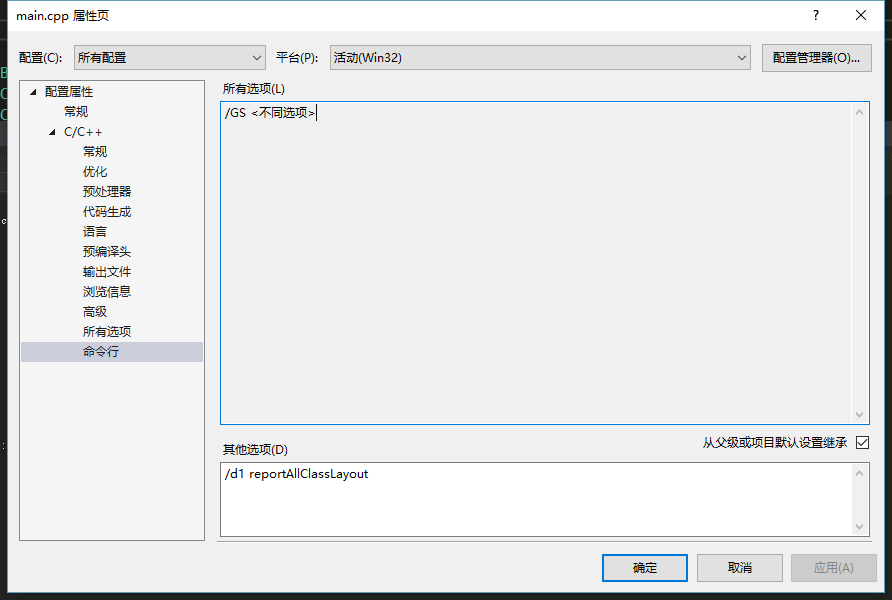 main.cpp 属性页
?
配置(C): 所有配置 平台(P): 活动(Win32) 配置管理器(O)...
配置属性
常规
C/C++
常规
优化
预处理器
代码生成
语言
预编译头
输出文件
浏览信息
高级
所有选项
命令行
所有选项(L)
/GS <不同选项>
从父级或项目默认设置继承
其他选项(D)
/d1 reportAllClassLayout
确定 取消 应用(A)